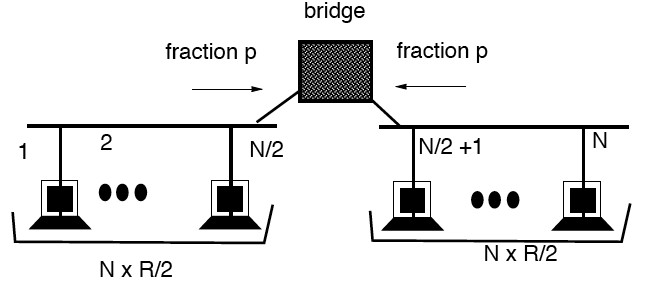 bridge
fraction p
fraction p
1
2
N/2
N/2 +1
N
N x R/2
N x R/2